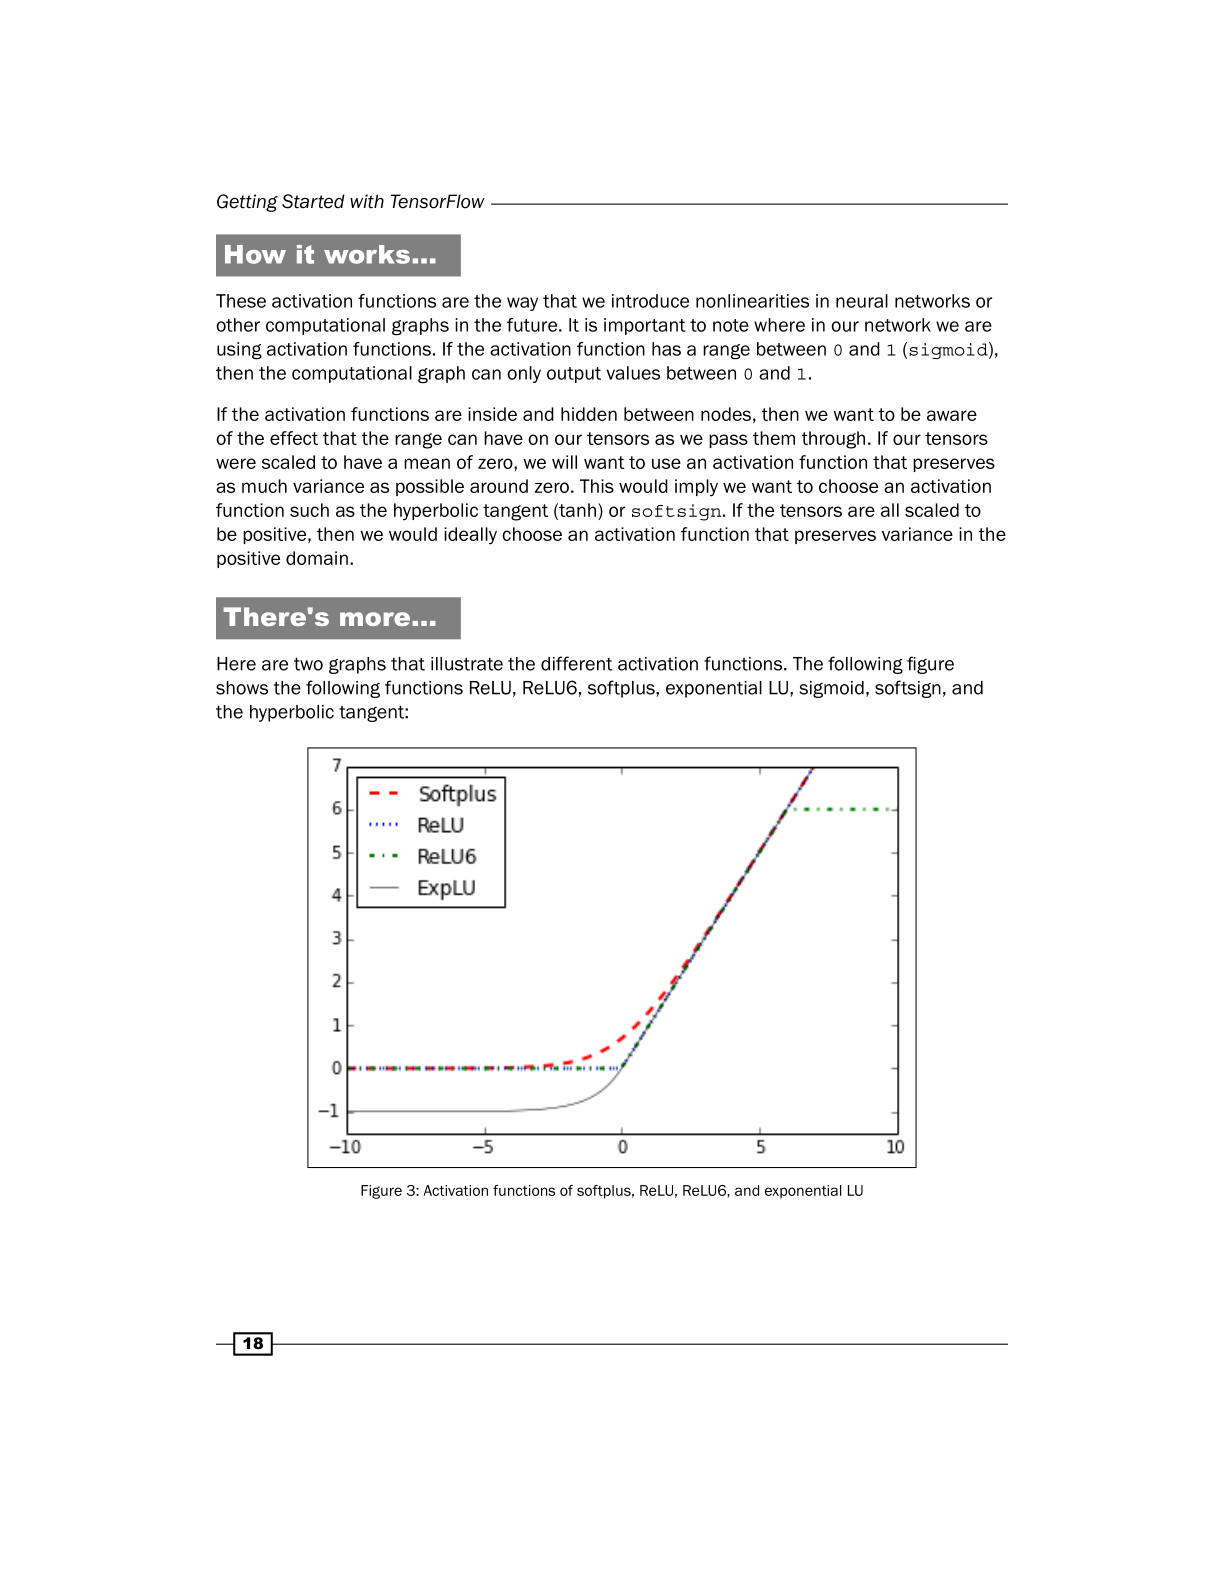 Getting Started with TensorFlow
How it works…
These activation functions are the way that we introduce nonlinearities in neural networks or
other computational graphs in the future. It is important to note where in our network we are
using activation functions. If the activation function has a range between 0 and 1 (sigmoid),
then the computational graph can only output values between 0 and 1.
If the activation functions are inside and hidden between nodes, then we want to be aware
of the effect that the range can have on our tensors as we pass them through. If our tensors
were scaled to have a mean of zero, we will want to use an activation function that preserves
as much variance as possible around zero. This would imply we want to choose an activation
function such as the hyperbolic tangent (tanh) or softsign. If the tensors are all scaled to
be positive, then we would ideally choose an activation function that preserves variance in the
positive domain.
There's more…
Here are two graphs that illustrate the different activation functions. The following figure
shows the following functions ReLU, ReLU6, softplus, exponential LU, sigmoid, softsign, and
the hyperbolic tangent:
7
6
5
4
3
2
1
0
−1
Softplus
ReLU
ReLU6
ExpLU
−10 −5 0 5 10
Figure 3: Activation functions of softplus, ReLU, ReLU6, and exponential LU
18